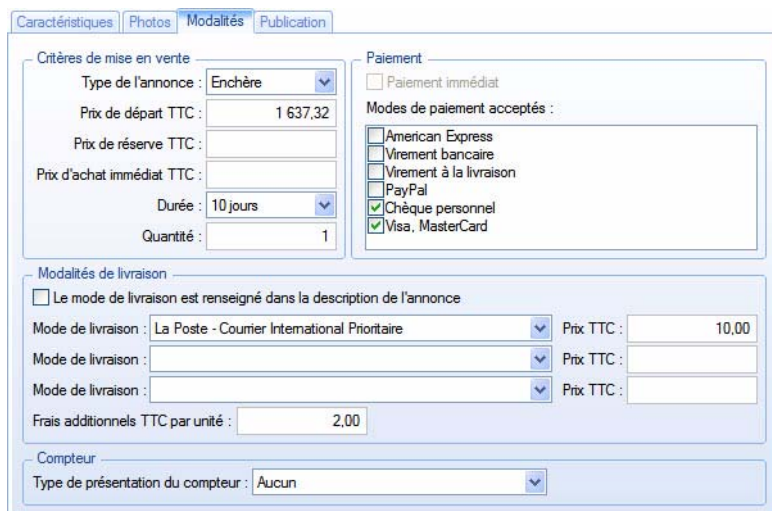 Caractéristiques Photos Modalités Publication
Critères de mise en vente
Type de l'annonce : Enchère
Prix de départ TTC : 1 637,32
Prix de réserve TTC :
Prix d'achat immédiat TTC :
Durée : 10 jours
Quantité : 1
Paiement
Paiement immédiat
Modes de paiement acceptés :
American Express
Virement bancaire
Virement à la livraison
PayPal
Chèque personnel
Visa, MasterCard
Modalités de livraison
Le mode de livraison est renseigné dans la description de l'annonce
Mode de livraison : La Poste - Courrier International Prioritaire Prix TTC : 10,00
Mode de livraison : Prix TTC :
Mode de livraison : Prix TTC :
Frais additionnels TTC par unité : 2,00
Compteur
Type de présentation du compteur : Aucun